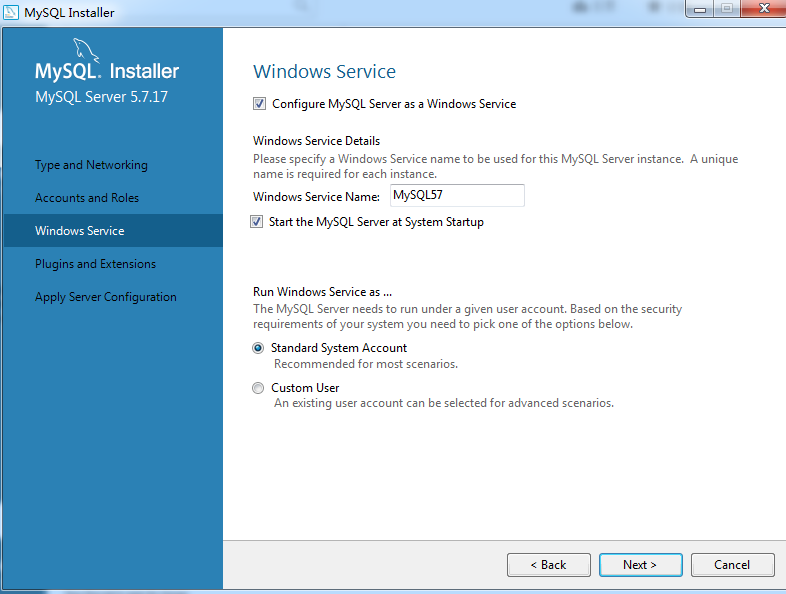 MySQL Installer
MySQL. Installer
MySQL Server 5.7.17
Type and Networking
Accounts and Roles
Windows Service
Plugins and Extensions
Apply Server Configuration
Windows Service
Configure MySQL Server as a Windows Service
Windows Service Details
Please specify a Windows Service name to be used for this MySQL Server instance.  A unique
name is required for each instance.
Windows Service Name: MySQL57
Start the MySQL Server at System Startup
Run Windows Service as ...
The MySQL Server needs to run under a given user account. Based on the security
requirements of your system you need to pick one of the options below.
Standard System Account
Recommended for most scenarios.
Custom User
An existing user account can be selected for advanced scenarios.
< Back Next > Cancel